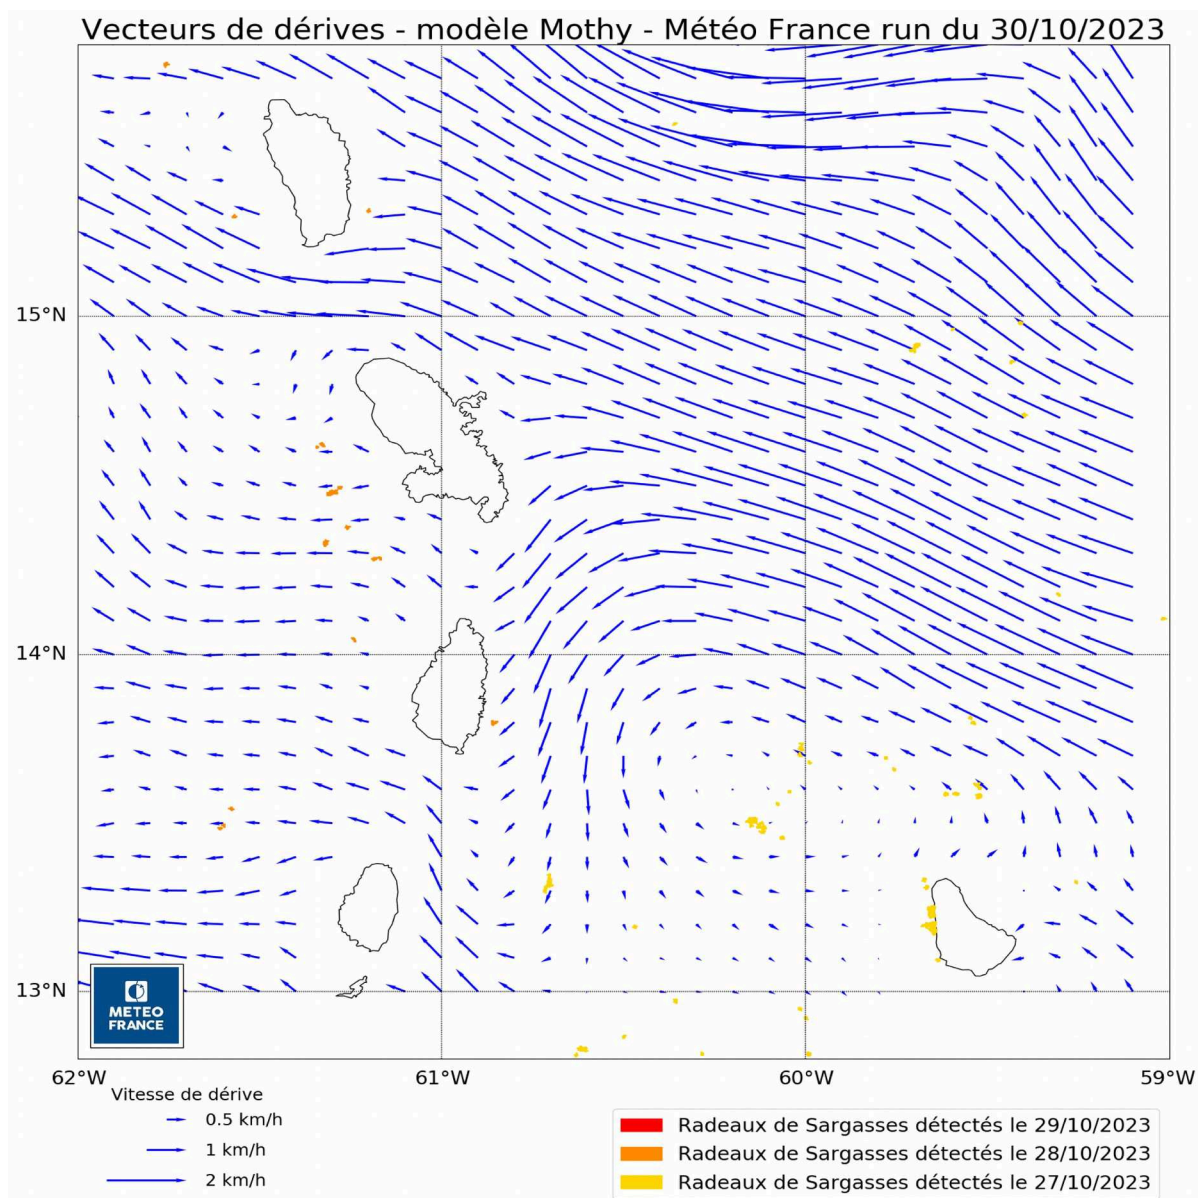 Vecteurs de dérives - modèle Mothy - Météo France run du 30/10/2023
15°N
14°N
13°N
METEO
FRANCE
62°W
61°W
60°W
59°W
Vitesse de dérive
0.5 km/h
1 km/h
2 km/h
Radeaux de Sargasses détectés le 29/10/2023
Radeaux de Sargasses détectés le 28/10/2023
Radeaux de Sargasses détectés le 27/10/2023